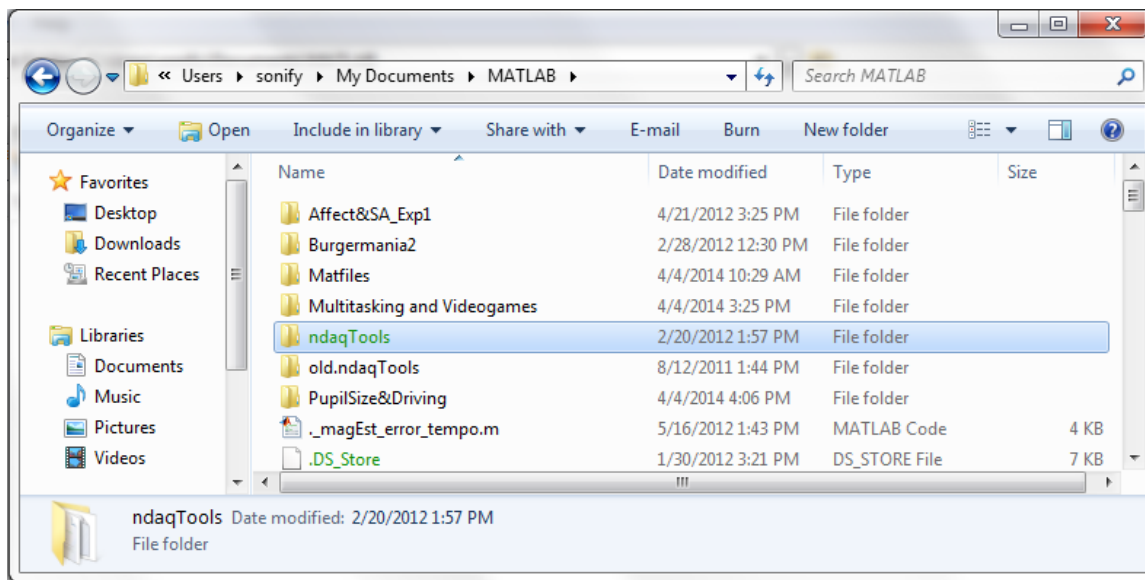 « Users ▸ sonify ▸ My Documents ▸ MATLAB ▸ Search MATLAB
Organize Open Include in library Share with E-mail Burn New folder
Favorites
Desktop
Downloads
Recent Places
Libraries
Documents
Music
Pictures
Videos
Name Date modified Type Size
Affect&SA_Exp1 4/21/2012 3:25 PM File folder
Burgermania2 2/28/2012 12:30 PM File folder
Matfiles 4/4/2014 10:29 AM File folder
Multitasking and Videogames 4/4/2014 3:25 PM File folder
ndaqTools 2/20/2012 1:57 PM File folder
old.ndaqTools 8/12/2011 1:44 PM File folder
PupilSize&Driving 4/4/2014 4:06 PM File folder
._magEst_error_tempo.m 5/16/2012 1:43 PM MATLAB Code 4 KB
.DS_Store 1/30/2012 3:21 PM DS_STORE File 7 KB
ndaqTools Date modified: 2/20/2012 1:57 PM
File folder